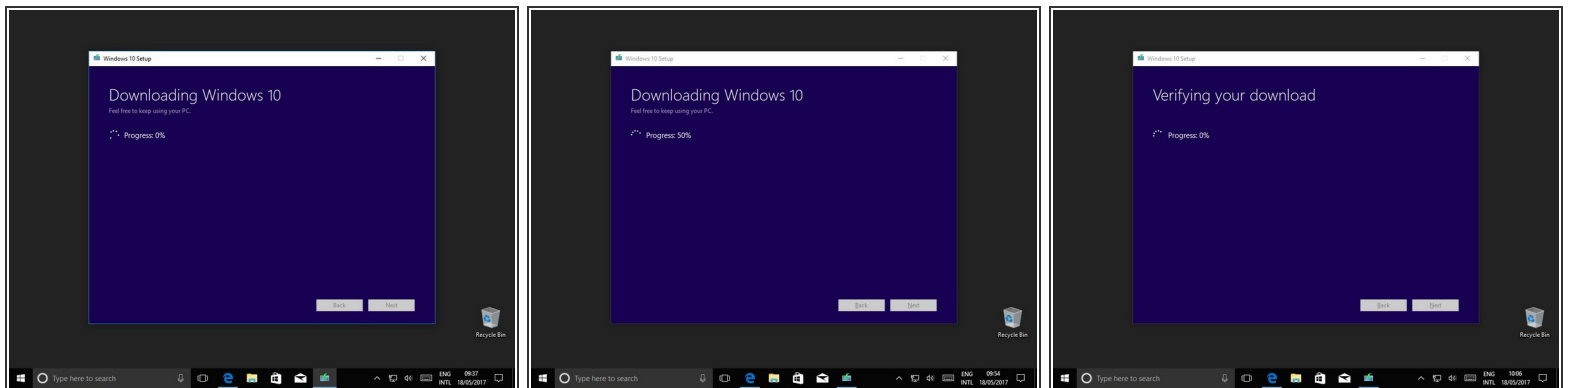 Windows 10 Setup
Downloading Windows 10
Feel free to keep using your PC.
Progress: 0%
Back Next
Recycle Bin
Type here to search
ENG 09:37
INTL 18/05/2017
Windows 10 Setup
Downloading Windows 10
Feel free to keep using your PC.
Progress: 50%
Back Next
Recycle Bin
Type here to search
ENG 09:54
INTL 18/05/2017
Windows 10 Setup
Verifying your download
Progress: 0%
Back Next
Recycle Bin
Type here to search
ENG 10:06
INTL 18/05/2017